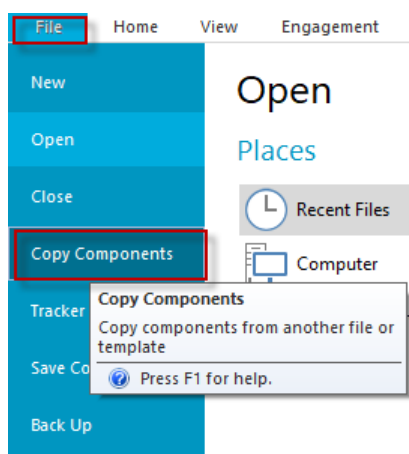 File Home View Engagement
New
Open
Open
Places
Close
Recent Files
Copy Components
Computer
Copy Components
Tracker
Copy components from another file or
template
Save Co
Press F1 for help.
Back Up